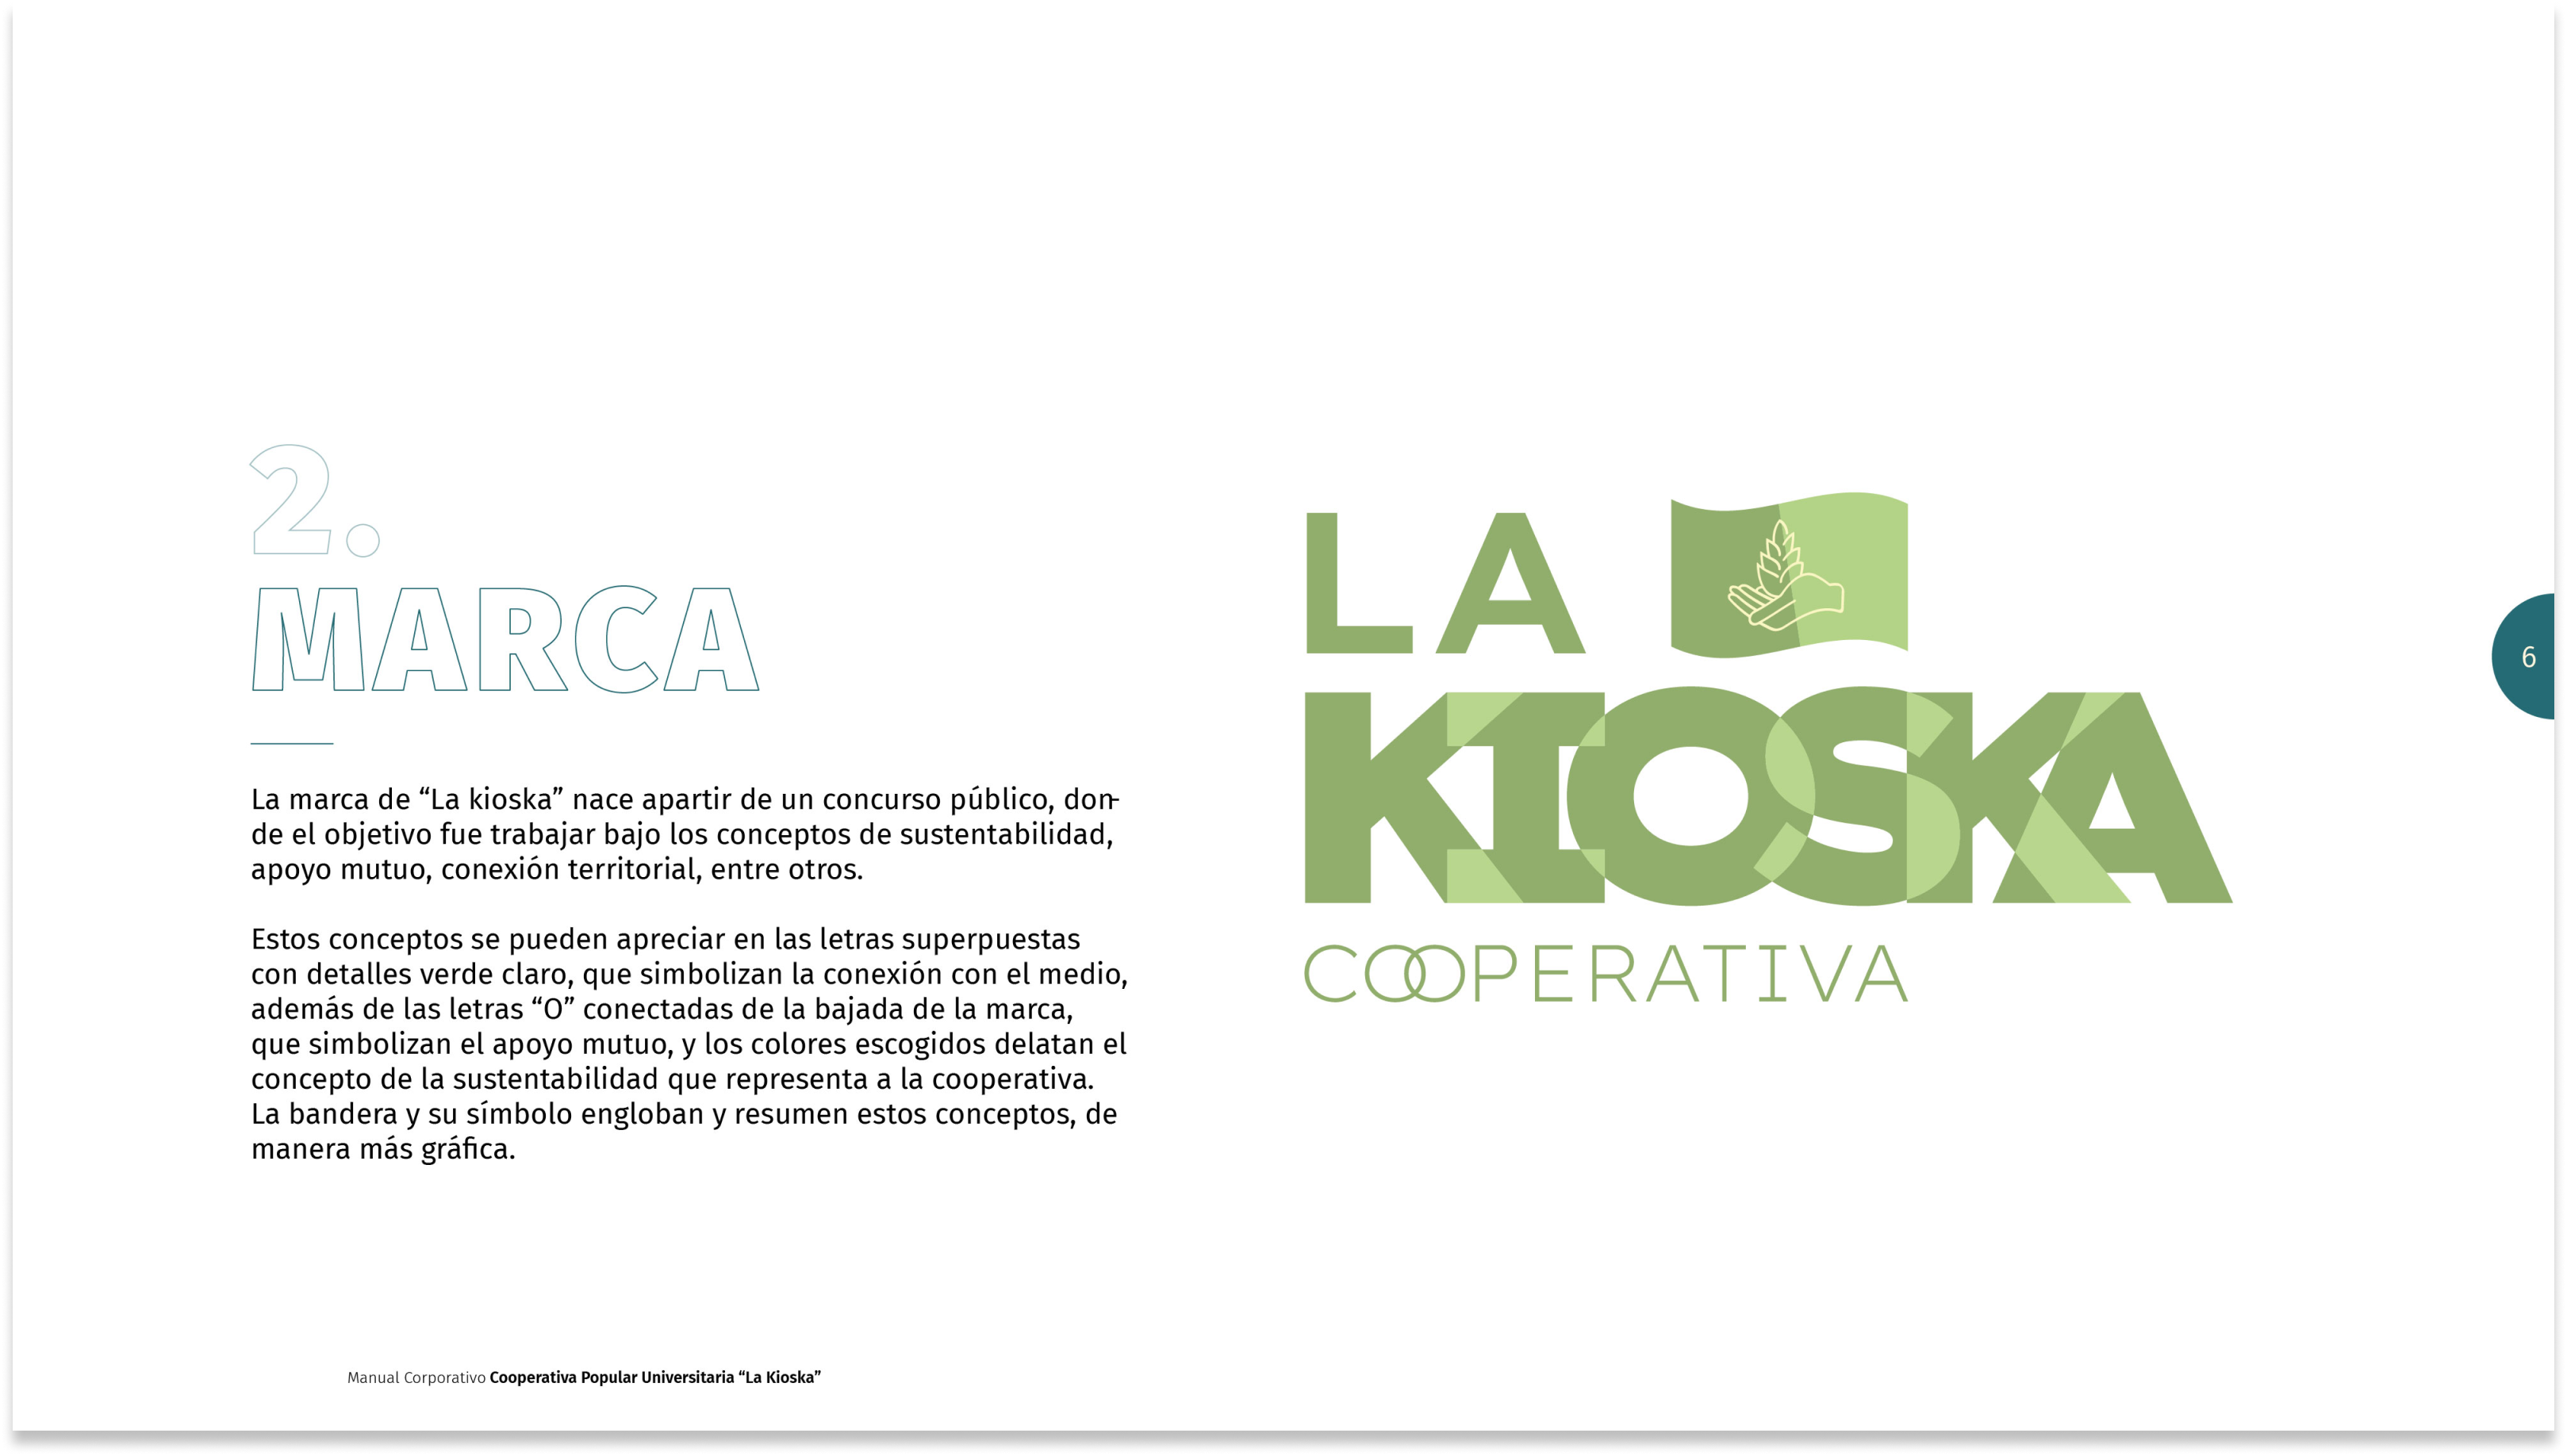 2.
MARCA
La marca de “La kioska” nace apartir de un concurso público, don-
de el objetivo fue trabajar bajo los conceptos de sustentabilidad,
apoyo mutuo, conexión territorial, entre otros.
Estos conceptos se pueden apreciar en las letras superpuestas
con detalles verde claro, que simbolizan la conexión con el medio,
además de las letras “O” conectadas de la bajada de la marca,
que simbolizan el apoyo mutuo, y los colores escogidos delatan el
concepto de la sustentabilidad que representa a la cooperativa.
La bandera y su símbolo engloban y resumen estos conceptos, de
manera más gráfica.
LA
KIOSKA
COOPERATIVA
6
Manual Corporativo Cooperativa Popular Universitaria “La Kioska”